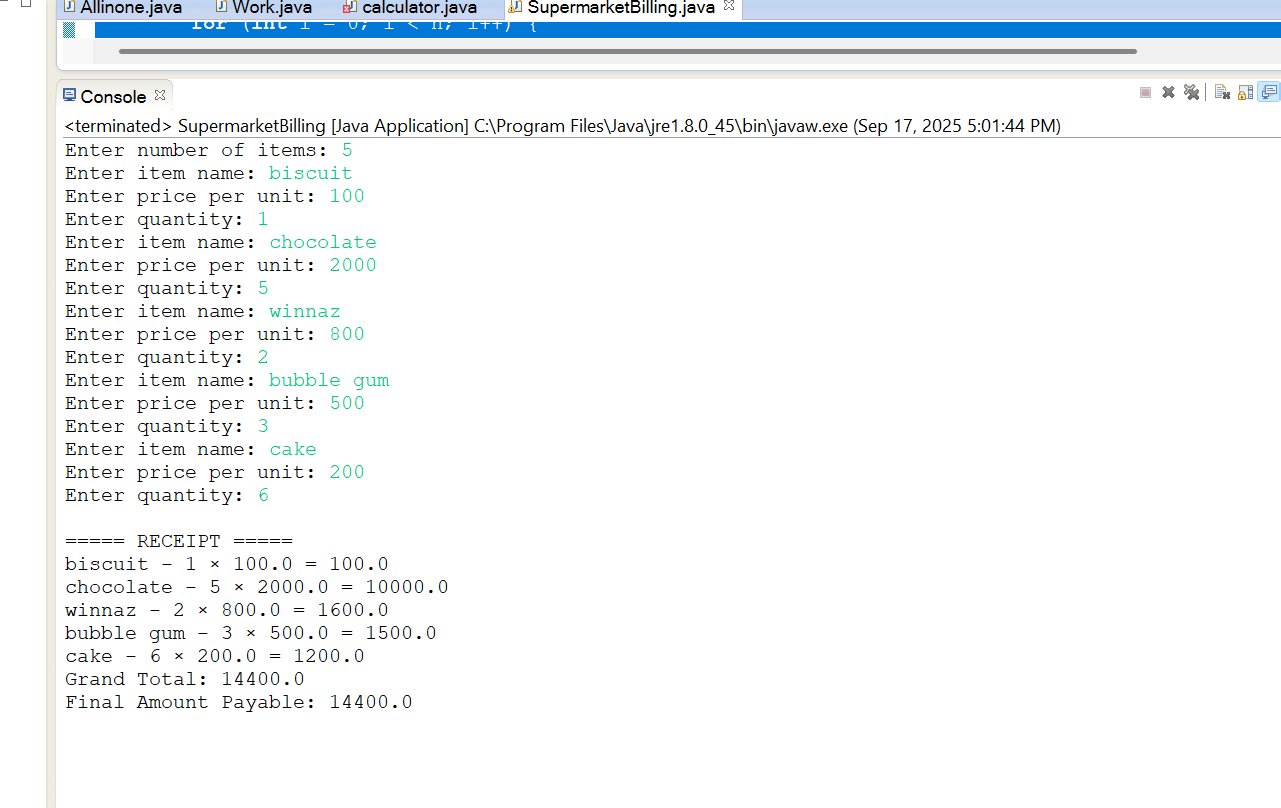 Allinone.java Work.java calculator.java SupermarketBilling.java
for (int i = 0; i < n; i++) {
Console
<terminated> SupermarketBilling [Java Application] C:\Program Files\Java\jre1.8.0_45\bin\javaw.exe (Sep 17, 2025 5:01:44 PM)
Enter number of items: 5
Enter item name: biscuit
Enter price per unit: 100
Enter quantity: 1
Enter item name: chocolate
Enter price per unit: 2000
Enter quantity: 5
Enter item name: winnaz
Enter price per unit: 800
Enter quantity: 2
Enter item name: bubble gum
Enter price per unit: 500
Enter quantity: 3
Enter item name: cake
Enter price per unit: 200
Enter quantity: 6
===== RECEIPT =====
biscuit - 1 × 100.0 = 100.0
chocolate - 5 × 2000.0 = 10000.0
winnaz - 2 × 800.0 = 1600.0
bubble gum - 3 × 500.0 = 1500.0
cake - 6 × 200.0 = 1200.0
Grand Total: 14400.0
Final Amount Payable: 14400.0